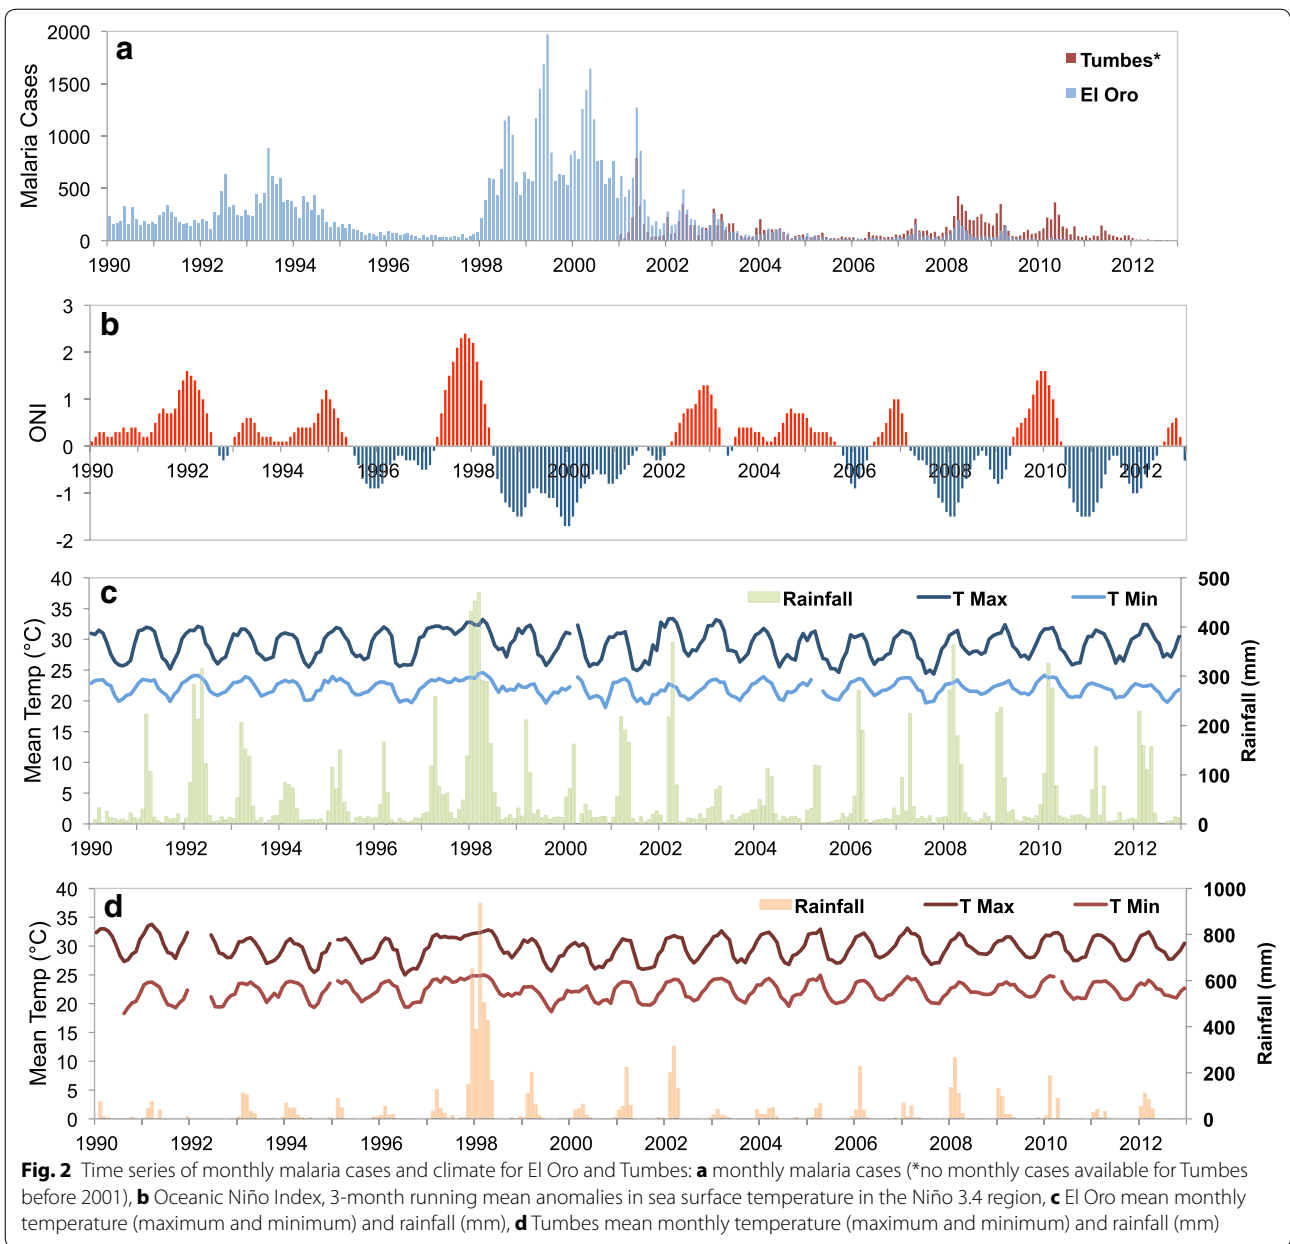 a
Malaria Cases
2000
1500
1000
500
0
Tumbes*
El Oro
1990 1992 1994 1996 1998 2000 2002 2004 2006 2008 2010 2012
b
ONI
3
2
1
0
-1
-2
1990 1992 1994 1996 1998 2000 2002 2004 2006 2008 2010 2012
c
Mean Temp (°C)
40
35
30
25
20
15
10
5
0
Rainfall T Max T Min
500
400
300
200
100
0
Rainfall (mm)
1990 1992 1994 1996 1998 2000 2002 2004 2006 2008 2010 2012
d
Mean Temp (°C)
40
35
30
25
20
15
10
5
0
Rainfall T Max T Min
1000
800
600
400
200
0
Rainfall (mm)
1990 1992 1994 1996 1998 2000 2002 2004 2006 2008 2010 2012
Fig. 2 Time series of monthly malaria cases and climate for El Oro and Tumbes: a monthly malaria cases (*no monthly cases available for Tumbes
before 2001), b Oceanic Niño Index, 3-month running mean anomalies in sea surface temperature in the Niño 3.4 region, c El Oro mean monthly
temperature (maximum and minimum) and rainfall (mm), d Tumbes mean monthly temperature (maximum and minimum) and rainfall (mm)